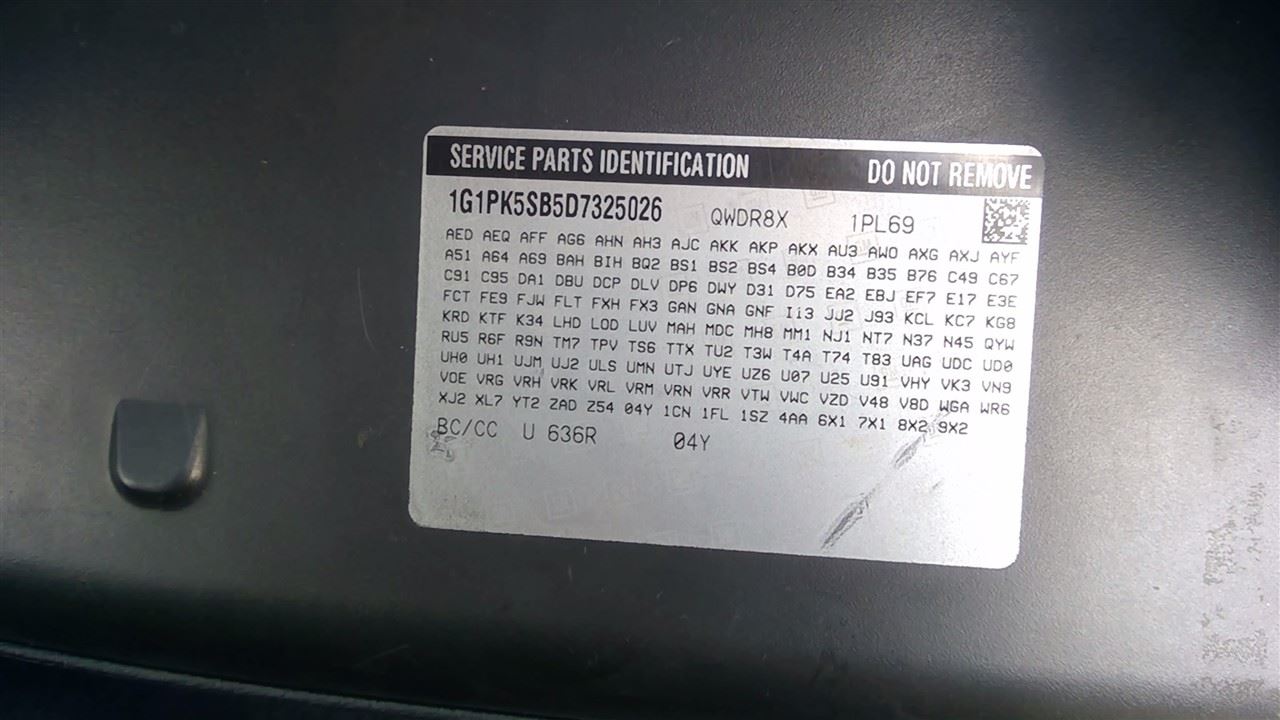 SERVICE PARTS IDENTIFICATION DO NOT REMOVE
1G1PK5SB5D7325026 QWDR8X 1PL69
AED AEQ AFF AG6 AHN AH3 AJC AKK AKP AKX AU3 AWO AXG AXJ AYF
A51 A64 A69 BAH BIH BQ2 BS1 BS2 BS4 B0D B34 B35 B76 C49 C67
C91 C95 DA1 DBU DCP DLV DP6 DWY D31 D75 EA2 EBJ EF7 E17 E3E
FCT FE9 FJW FLT FXH FX3 GAN GNA GNF Ii3 JJ2 J93 KCL KC7 KG8
KRD KTF K34 LHD LOD LUV MAH MDC MH8 MM1 NJ1 NT7 N37 N45 QYW
RU5 R6F R9N TM7 TPV TS6 TTX TU2 T3W T4A T74 T83 UAG UDC UD0
UH0 UH1 UJM UJ2 ULS UMN UTJ UYE UZ6 U07 U25 U91 VHY VK3 VN9
VOE VRG VRH VRK VRL VRM VRN VRR VTW VWC VZD V48 V8D WGA WR6
XJ2 XL7 YT2 ZAD Z54 04Y 1CN 1FL 1SZ 4AA 6X1 7X1 8X2 9X2
BC/CC U 636R 04Y